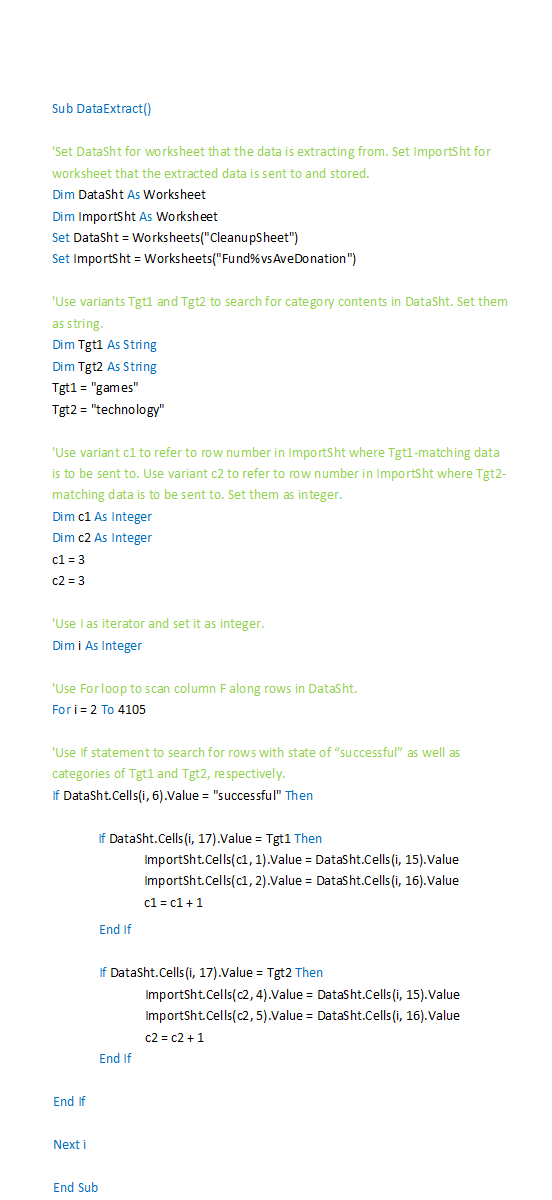 Sub DataExtract()
'Set DataSht for worksheet that the data is extracting from. Set ImportSht for
worksheet that the extracted data is sent to and stored.
Dim DataSht As Worksheet
Dim ImportSht As Worksheet
Set DataSht = Worksheets("CleanupSheet")
Set ImportSht = Worksheets("Fund%vsAveDonation")
'Use variants Tgt1 and Tgt2 to search for category contents in DataSht. Set them
as string.
Dim Tgt1 As String
Dim Tgt2 As String
Tgt1 = "games"
Tgt2 = "technology"
'Use variant c1 to refer to row number in ImportSht where Tgt1-matching data
is to be sent to. Use variant c2 to refer to row number in ImportSht where Tgt2-
matching data is to be sent to. Set them as integer.
Dim c1 As Integer
Dim c2 As Integer
c1 = 3
c2 = 3
'Use I as iterator and set it as integer.
Dim i As Integer
'Use For loop to scan column F along rows in DataSht.
For i = 2 To 4105
'Use If statement to search for rows with state of “successful” as well as
categories of Tgt1 and Tgt2, respectively.
If DataSht.Cells(i, 6).Value = "successful" Then
If DataSht.Cells(i, 17).Value = Tgt1 Then
ImportSht.Cells(c1, 1).Value = DataSht.Cells(i, 15).Value
ImportSht.Cells(c1, 2).Value = DataSht.Cells(i, 16).Value
c1 = c1 + 1
End If
If DataSht.Cells(i, 17).Value = Tgt2 Then
ImportSht.Cells(c2, 4).Value = DataSht.Cells(i, 15).Value
ImportSht.Cells(c2, 5).Value = DataSht.Cells(i, 16).Value
c2 = c2 + 1
End If
End If
Next i
End Sub